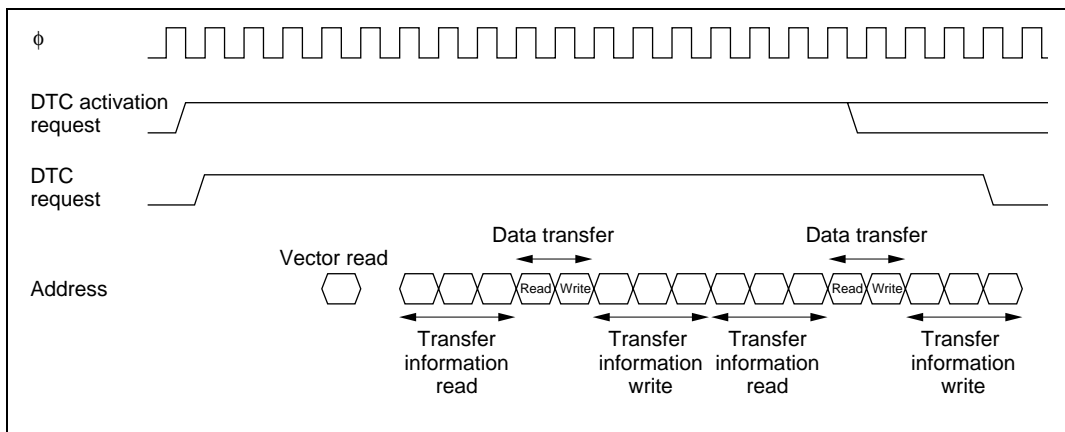 ϕ
DTC activation
request
DTC
request
Data transfer
Data transfer
Vector read
Address
Read
Write
Read
Write
Transfer
information
read
Transfer
information
write
Transfer
information
read
Transfer
information
write